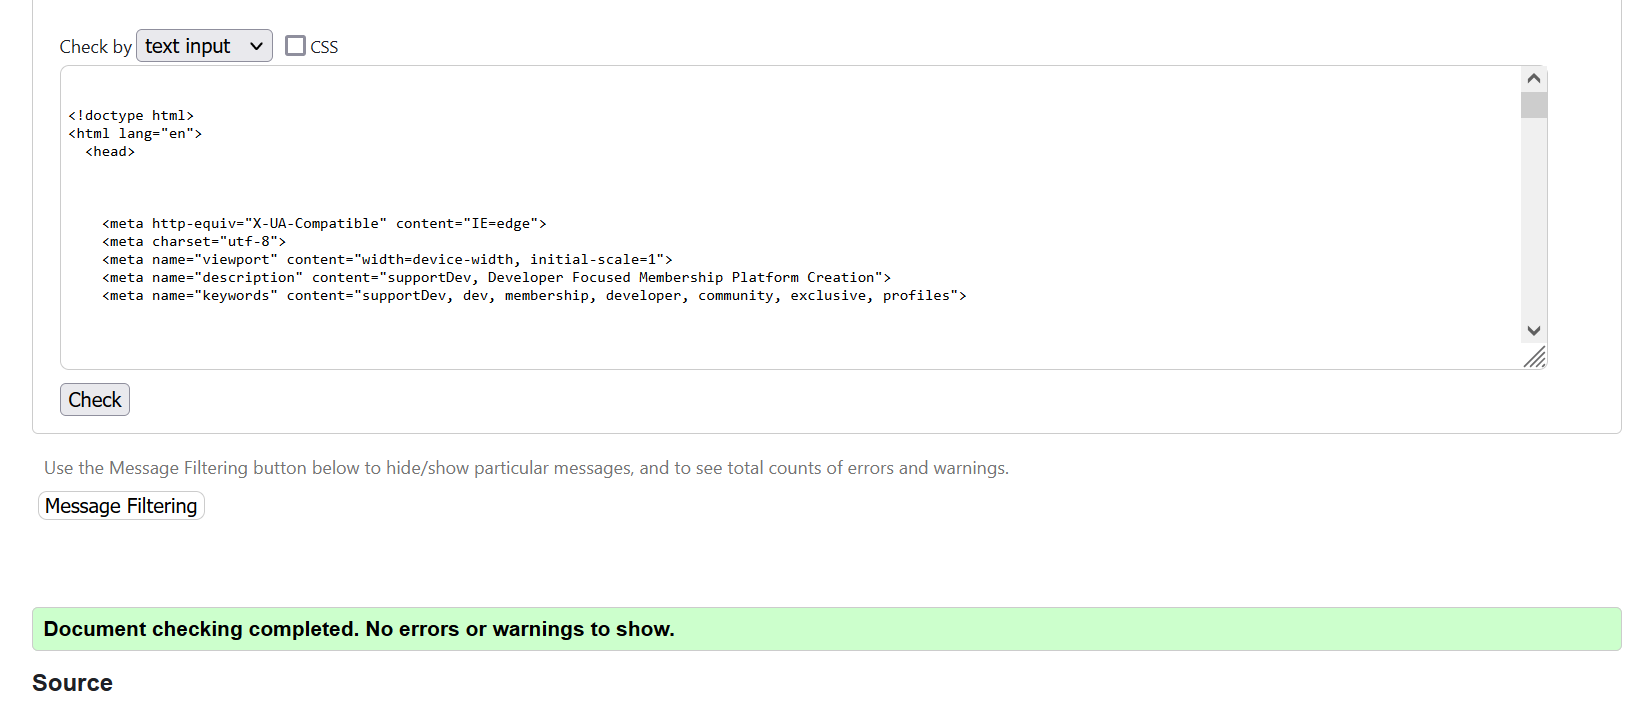 Check by text input CSS
<!doctype html>
<html lang="en">
<head>
<meta http-equiv="X-UA-Compatible" content="IE=edge">
<meta charset="utf-8">
<meta name="viewport" content="width=device-width, initial-scale=1">
<meta name="description" content="supportDev, Developer Focused Membership Platform Creation">
<meta name="keywords" content="supportDev, dev, membership, developer, community, exclusive, profiles">
Check
Use the Message Filtering button below to hide/show particular messages, and to see total counts of errors and warnings.
Message Filtering
Document checking completed. No errors or warnings to show.
Source